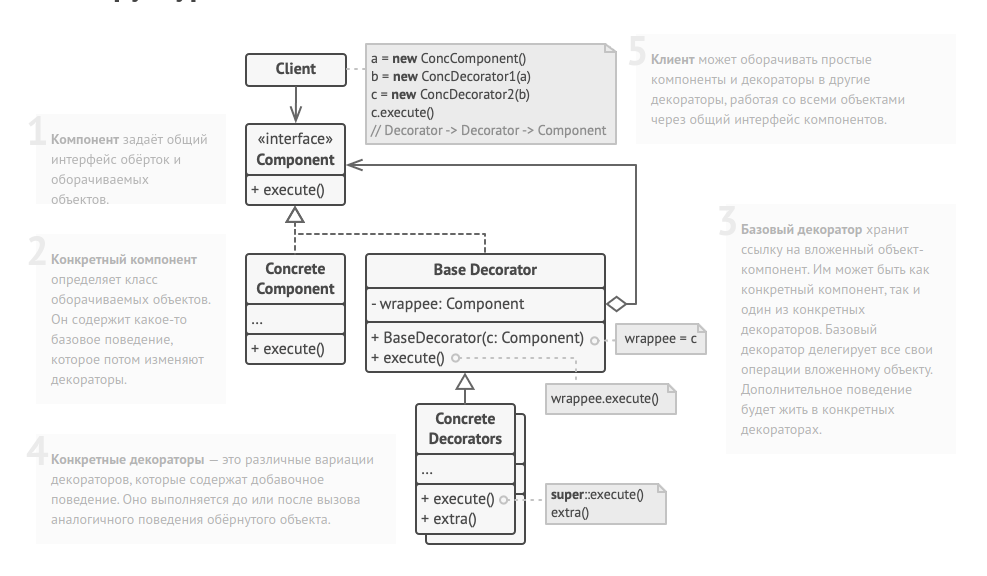 Client
a = new ConcComponent()
b = new ConcDecorator1(a)
c = new ConcDecorator2(b)
c.execute()
// Decorator -> Decorator -> Component
5
Клиент может оборачивать простые
компоненты и декораторы в другие
декораторы, работая со всеми объектами
через общий интерфейс компонентов.
1
Компонент задаёт общий
интерфейс обёрток и
оборачиваемых
объектов.
«interface»
Component
+ execute()
2
Конкретный компонент
определяет класс
оборачиваемых объектов.
Он содержит какое-то
базовое поведение,
которое потом изменяют
декораторы.
Concrete
Component
...
+ execute()
Base Decorator
- wrappee: Component
+ BaseDecorator(c: Component)
+ execute()
wrappee = c
wrappee.execute()
3
Базовый декоратор хранит
ссылку на вложенный объект-
компонент. Им может быть как
конкретный компонент, так и
один из конкретных
декораторов. Базовый
декоратор делегирует все свои
операции вложенному объекту.
Дополнительное поведение
будет жить в конкретных
декораторах.
4
Конкретные декораторы — это различные вариации
декораторов, которые содержат добавочное
поведение. Оно выполняется до или после вызова
аналогичного поведения обёрнутого объекта.
Concrete
Decorators
...
+ execute()
+ extra()
super::execute()
extra()